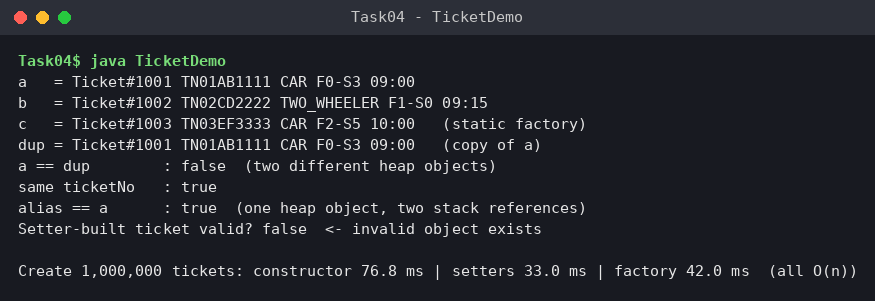 Task04 - TicketDemo
Task04$ java TicketDemo
a   = Ticket#1001 TN01AB1111 CAR F0-S3 09:00
b   = Ticket#1002 TN02CD2222 TWO_WHEELER F1-S0 09:15
c   = Ticket#1003 TN03EF3333 CAR F2-S5 10:00   (static factory)
dup = Ticket#1001 TN01AB1111 CAR F0-S3 09:00   (copy of a)
a == dup        : false  (two different heap objects)
same ticketNo   : true
alias == a      : true  (one heap object, two stack references)
Setter-built ticket valid? false  <- invalid object exists
Create 1,000,000 tickets: constructor 76.8 ms | setters 33.0 ms | factory 42.0 ms  (all O(n))